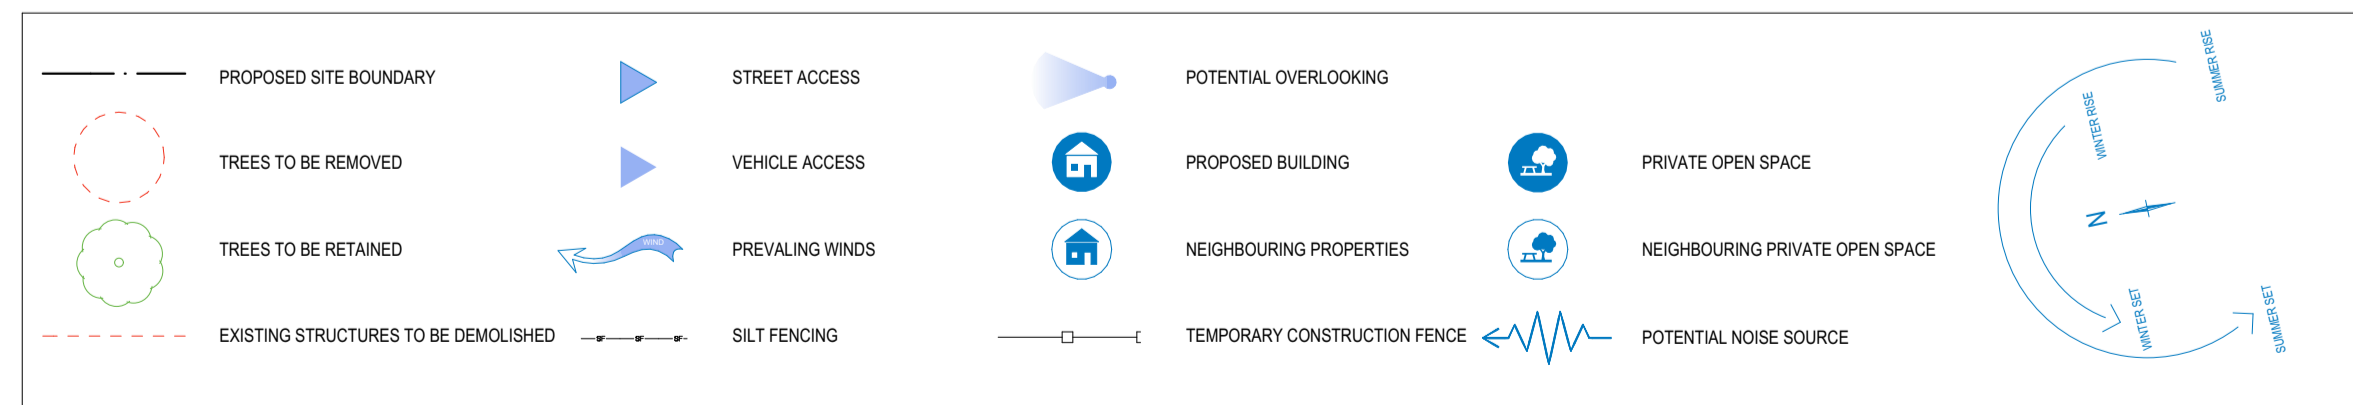 PROPOSED SITE BOUNDARY
TREES TO BE REMOVED
TREES TO BE RETAINED
EXISTING STRUCTURES TO BE DEMOLISHED
STREET ACCESS
VEHICLE ACCESS
WIND
PREVALING WINDS
SF SF SF
SILT FENCING
POTENTIAL OVERLOOKING
PROPOSED BUILDING
NEIGHBOURING PROPERTIES
TEMPORARY CONSTRUCTION FENCE
PRIVATE OPEN SPACE
NEIGHBOURING PRIVATE OPEN SPACE
POTENTIAL NOISE SOURCE
SUMMER RISE
WINTER RISE
N
WINTER SET
SUMMER SET